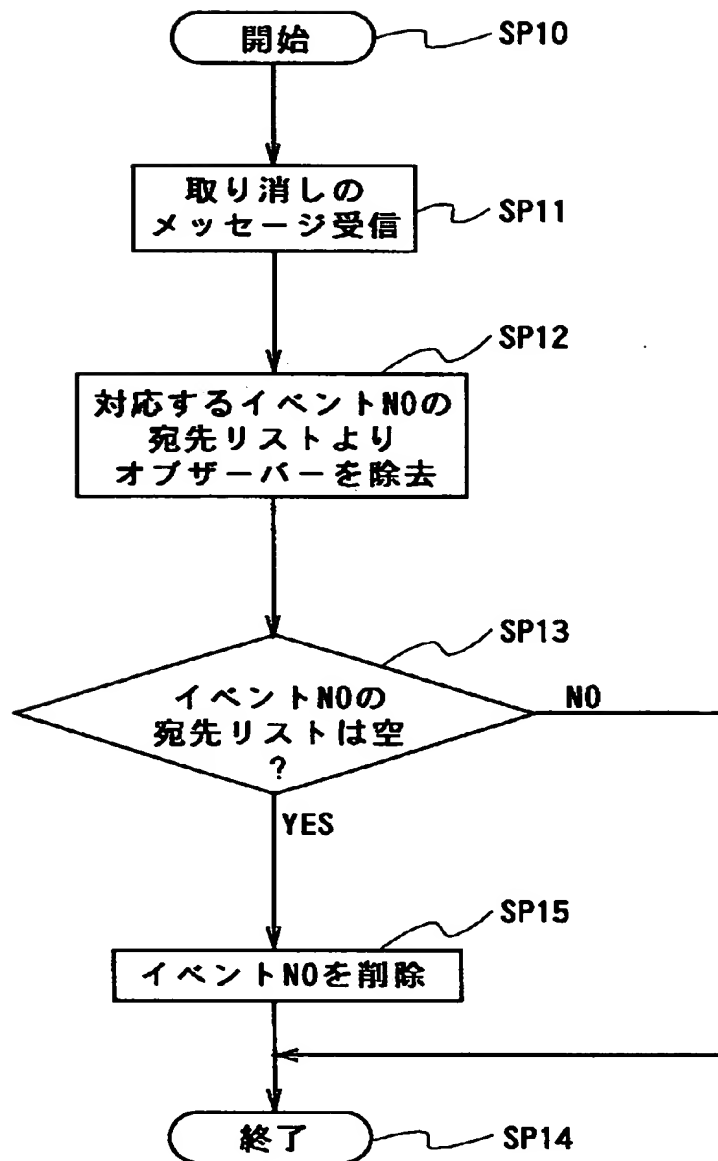 開始
SP10
取り消しの
メッセージ受信
SP11
SP12
対応するイベントNOの
宛先リストより
オブザーバーを除去
SP13
イベントNOの
宛先リストは空
?
NO
YES
SP15
イベントNOを削除
終了
SP14